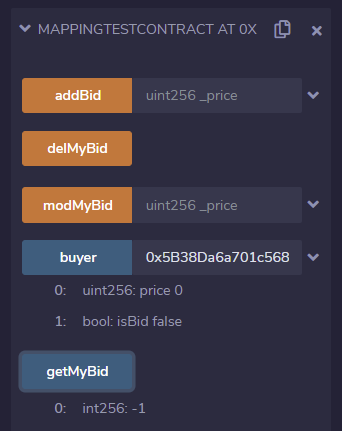 MAPPINGTESTCONTRACT AT 0X
addBid uint256 _price
delMyBid
modMyBid uint256 _price
buyer 0x5B38Da6a701c568
0: uint256: price 0
1: bool: isBid false
getMyBid
0: int256: -1